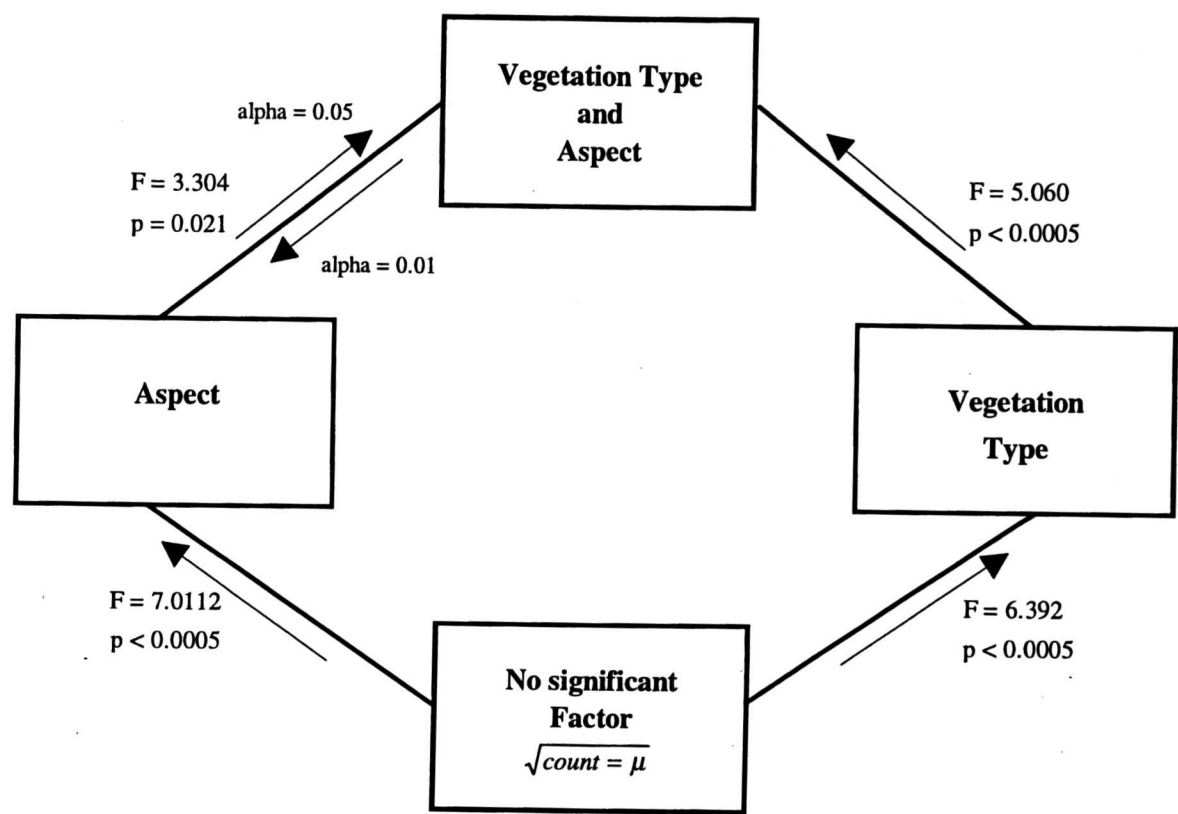 Vegetation Type
and
Aspect
alpha = 0.05
F = 3.304
p = 0.021
alpha = 0.01
F = 5.060
p < 0.0005
Aspect
Vegetation
Type
F = 7.0112
p < 0.0005
F = 6.392
p < 0.0005
No significant
Factor
√count = μ